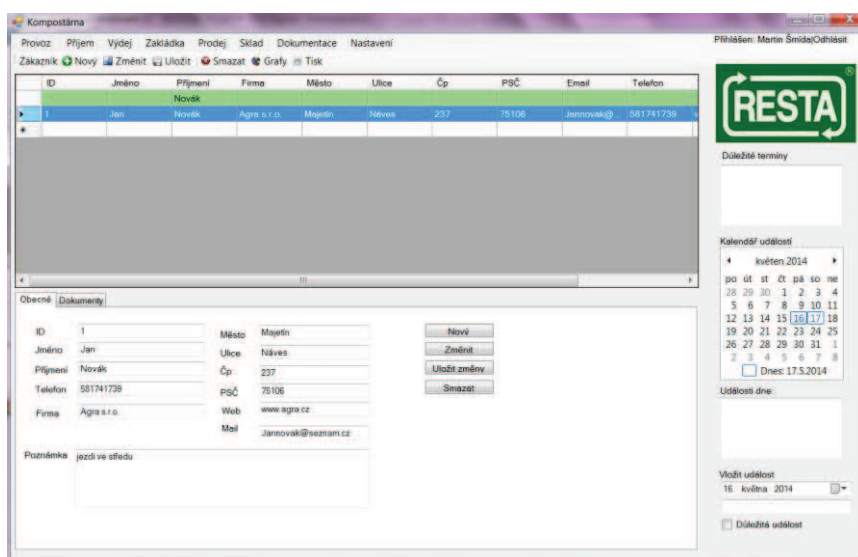 Kompostárna
Provoz Příjem Výdej Zakládka Prodej Sklad Dokumentace Nastavení
Přihlášen: Martin Šmída|Odhlásit
Zákazník Nový Změnit Uložit Smazat Grafy Tisk
ID Jméno Příjmení Firma Město Ulice Čp PSČ Email Telefon
Novák
1 Jan Novák Agra s.r.o. Majetín Náves 237 75106 Jannovak@... 581741739
RESTA®
Důležité termíny
Kalendář událostí
květen 2014
po út st čt pá so ne
28 29 30 1 2 3 4
5 6 7 8 9 10 11
12 13 14 15 16 17 18
19 20 21 22 23 24 25
26 27 28 29 30 31 1
2 3 4 5 6 7 8
Dnes: 17.5.2014
Události dne:
Vložit událost
16. května 2014
Důležitá událost
Obecné Dokumenty
ID 1
Jméno Jan
Příjmení Novák
Telefon 581741739
Firma Agra s.r.o.
Město Majetín
Ulice Náves
Čp 237
PSČ 75106
Web www.agra.cz
Mail Jannovak@seznam.cz
Nový
Změnit
Uložit změny
Smazat
Poznámka jezdí ve středu